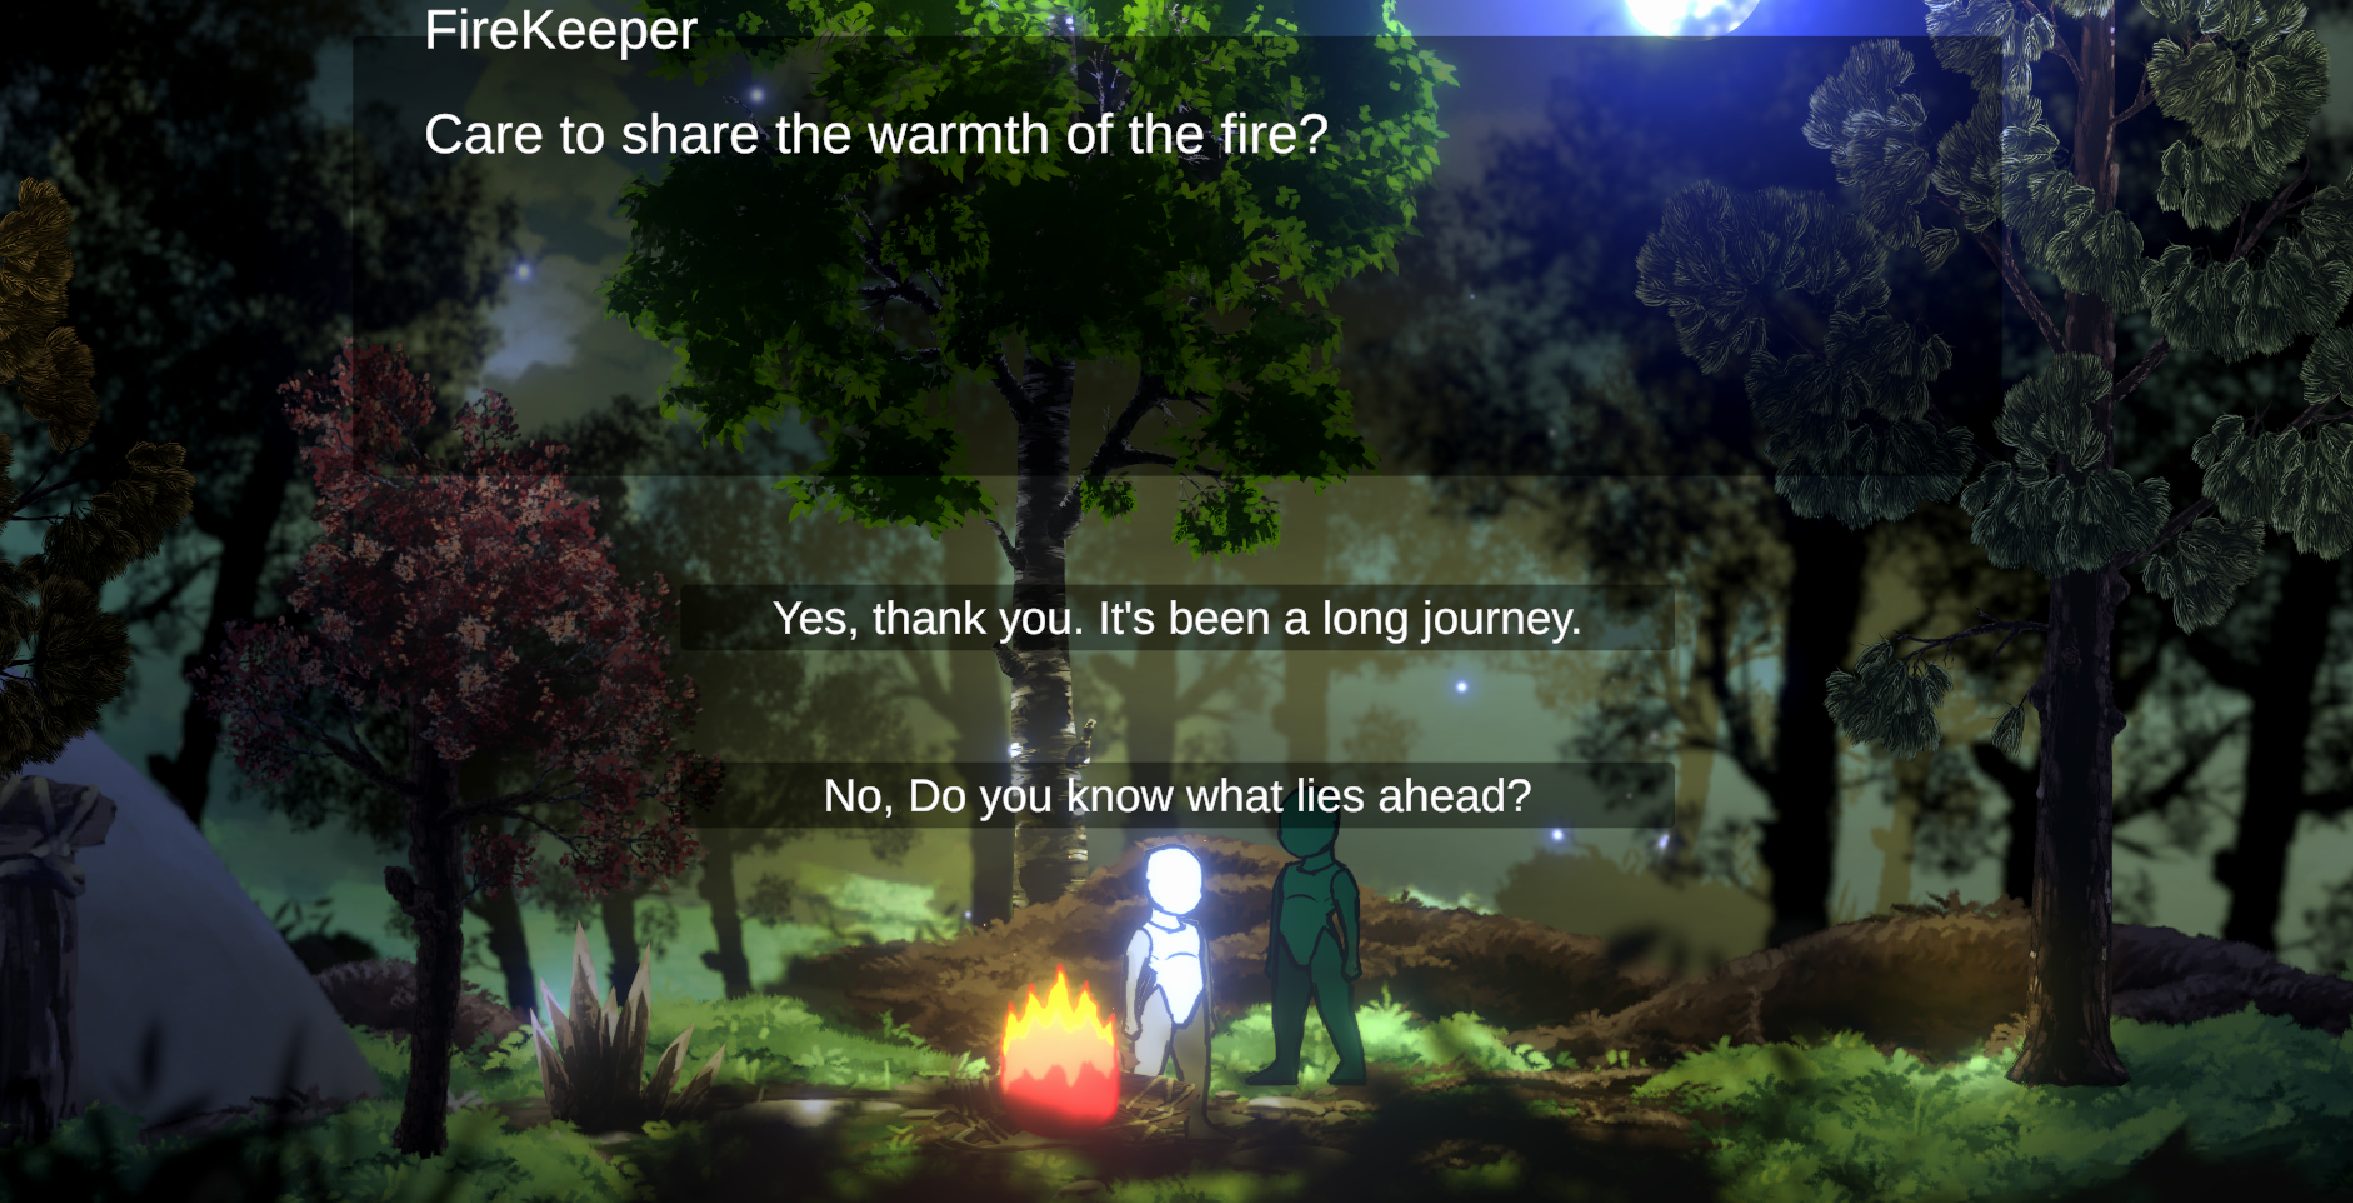 FireKeeper
Care to share the warmth of the fire?
Yes, thank you. It's been a long journey.
No, Do you know what lies ahead?